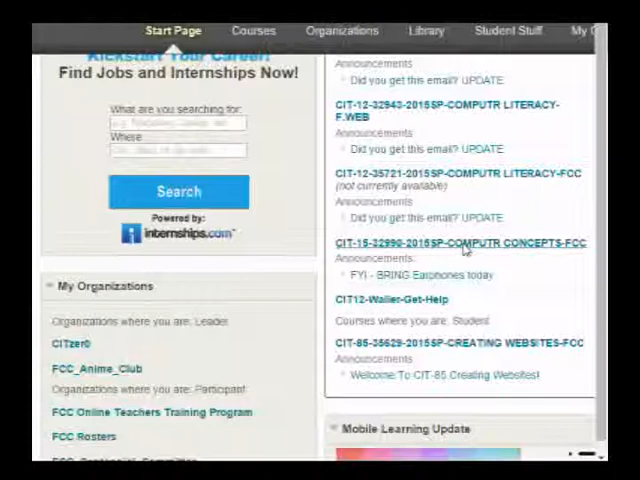 Start Page Courses Organizations Library Student Stuff My
Kickstart Your Career!
Find Jobs and Internships Now!
What are you searching for:
Where
Search
Powered by:
internships.com
My Organizations
Organizations where you are: Leader
CITzer0
FCC_Anime_Club
Organizations where you are: Participant
FCC Online Teachers Training Program
FCC Rosters
Announcements
Did you get this email? UPDATE
CIT-12-32943-2015SP-COMPUTR LITERACY-
F.WEB
Announcements
Did you get this email? UPDATE
CIT-12-35721-2015SP-COMPUTR LITERACY-FCC
(not currently available)
Announcements
Did you get this email? UPDATE
CIT-15-32990-2015SP-COMPUTR CONCEPTS-FCC
Announcements:
FYI - BRING Earphones today
CIT12-Waller-Get-Help
Courses where you are: Student
CIT-85-35629-2015SP-CREATING WEBSITES-FCC
Announcements
Welcome To CIT-85 Creating Websites!
Mobile Learning Update